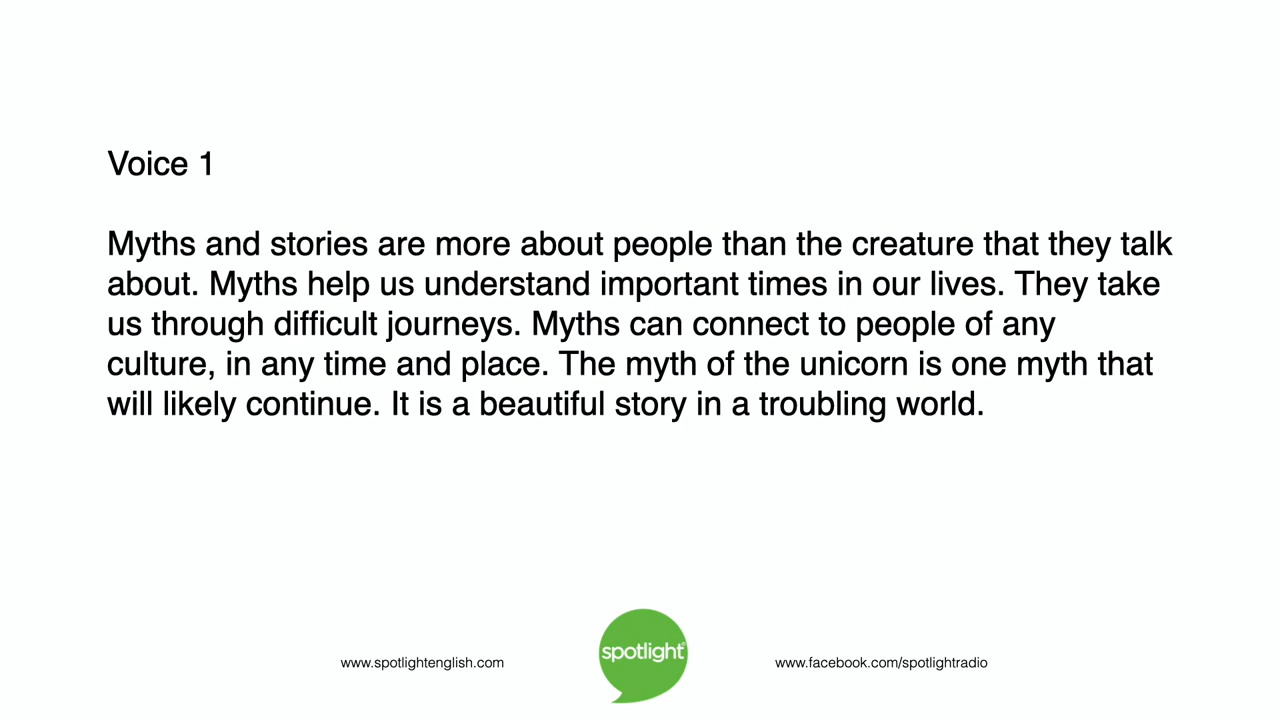 Voice 1
Myths and stories are more about people than the creature that they talk
about. Myths help us understand important times in our lives. They take
us through difficult journeys. Myths can connect to people of any
culture, in any time and place. The myth of the unicorn is one myth that
will likely continue. It is a beautiful story in a troubling world.
www.spotlightenglish.com
spotlight®
www.facebook.com/spotlightradio